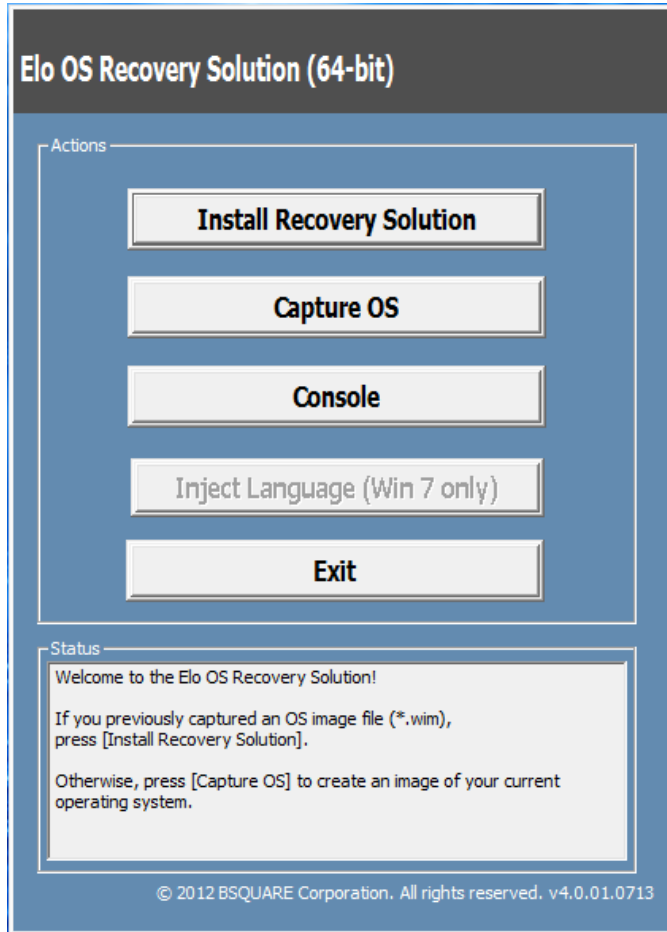 Elo OS Recovery Solution (64-bit)
Actions
Install Recovery Solution
Capture OS
Console
Inject Language (Win 7 only)
Exit
Status
Welcome to the Elo OS Recovery Solution!
If you previously captured an OS image file (*.wim),
press [Install Recovery Solution].
Otherwise, press [Capture OS] to create an image of your current
operating system.
© 2012 BSQUARE Corporation. All rights reserved. v4.0.01.0713